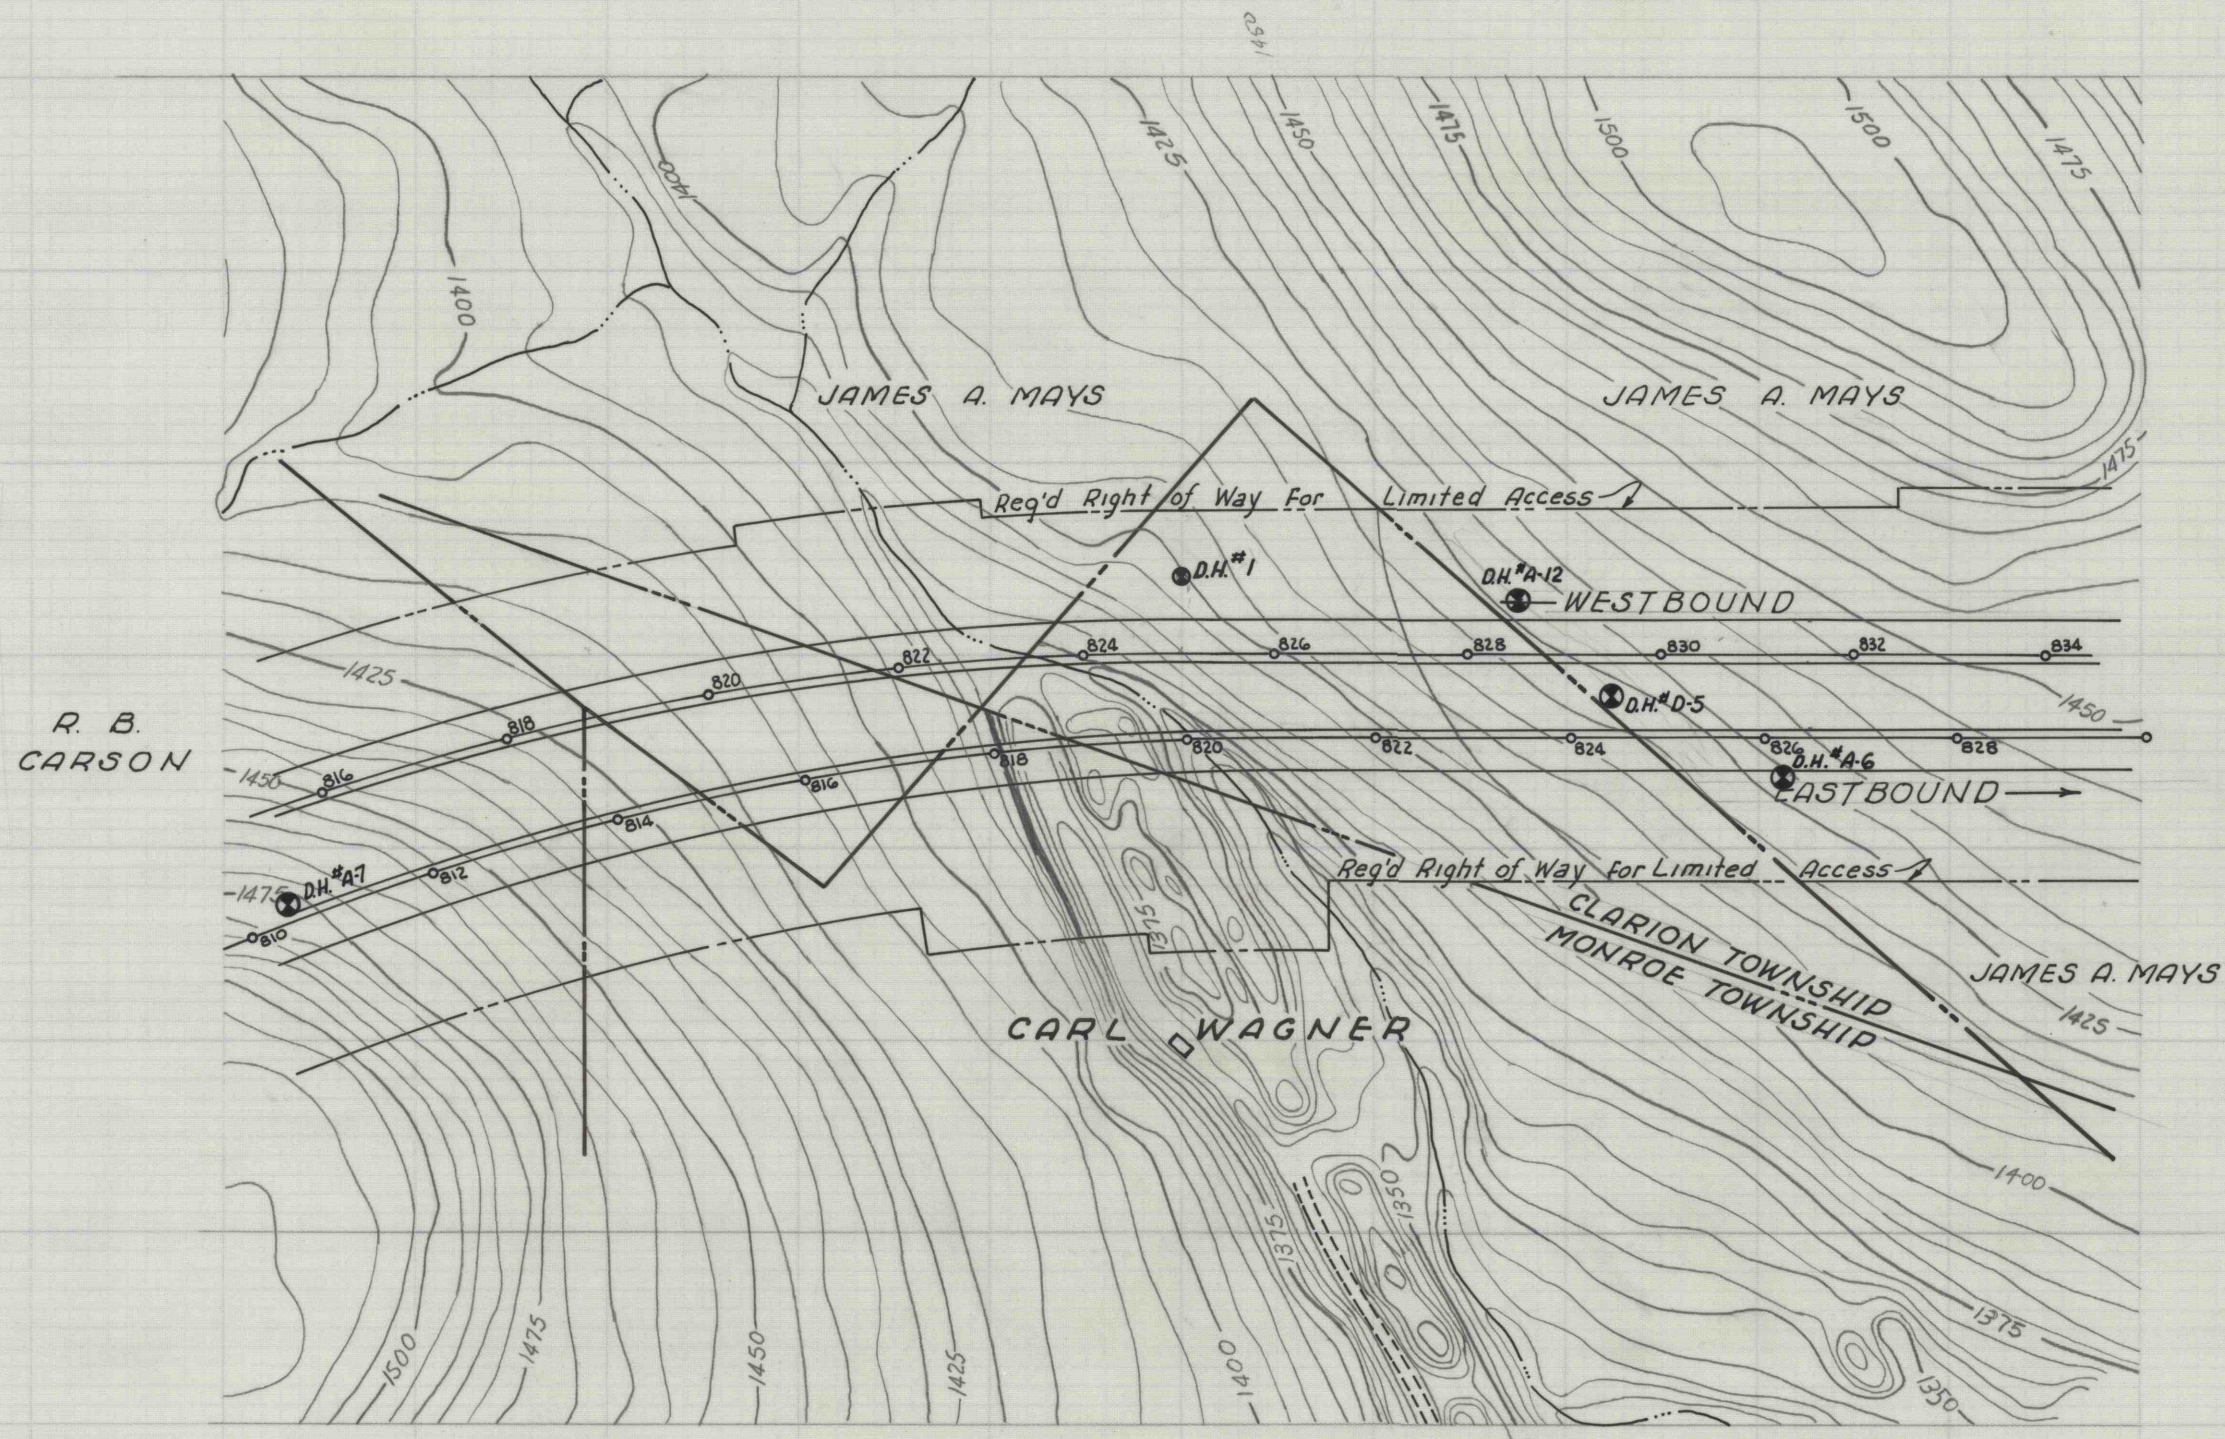 1450
1425
1450
1475
1500
1500
1475
1400
1400
JAMES A. MAYS
JAMES A. MAYS
1475
Req'd Right of Way For Limited Access
D.H. #1
D.H. #A-12
WESTBOUND
822
824
826
828
830
832
834
1425
820
818
816
D.H. #D-5
1450
R. B.
CARSON
1450
818
820
822
824
826
828
816
814
812
810
D.H. #A-6
EASTBOUND
1475
D.H. #A-7
Req'd Right of Way For Limited Access
1375
CLARION TOWNSHIP
MONROE TOWNSHIP
JAMES A. MAYS
1425
CARL WAGNER
1400
1350
1375
1375
1500
1475
1450
1425
1400
1350